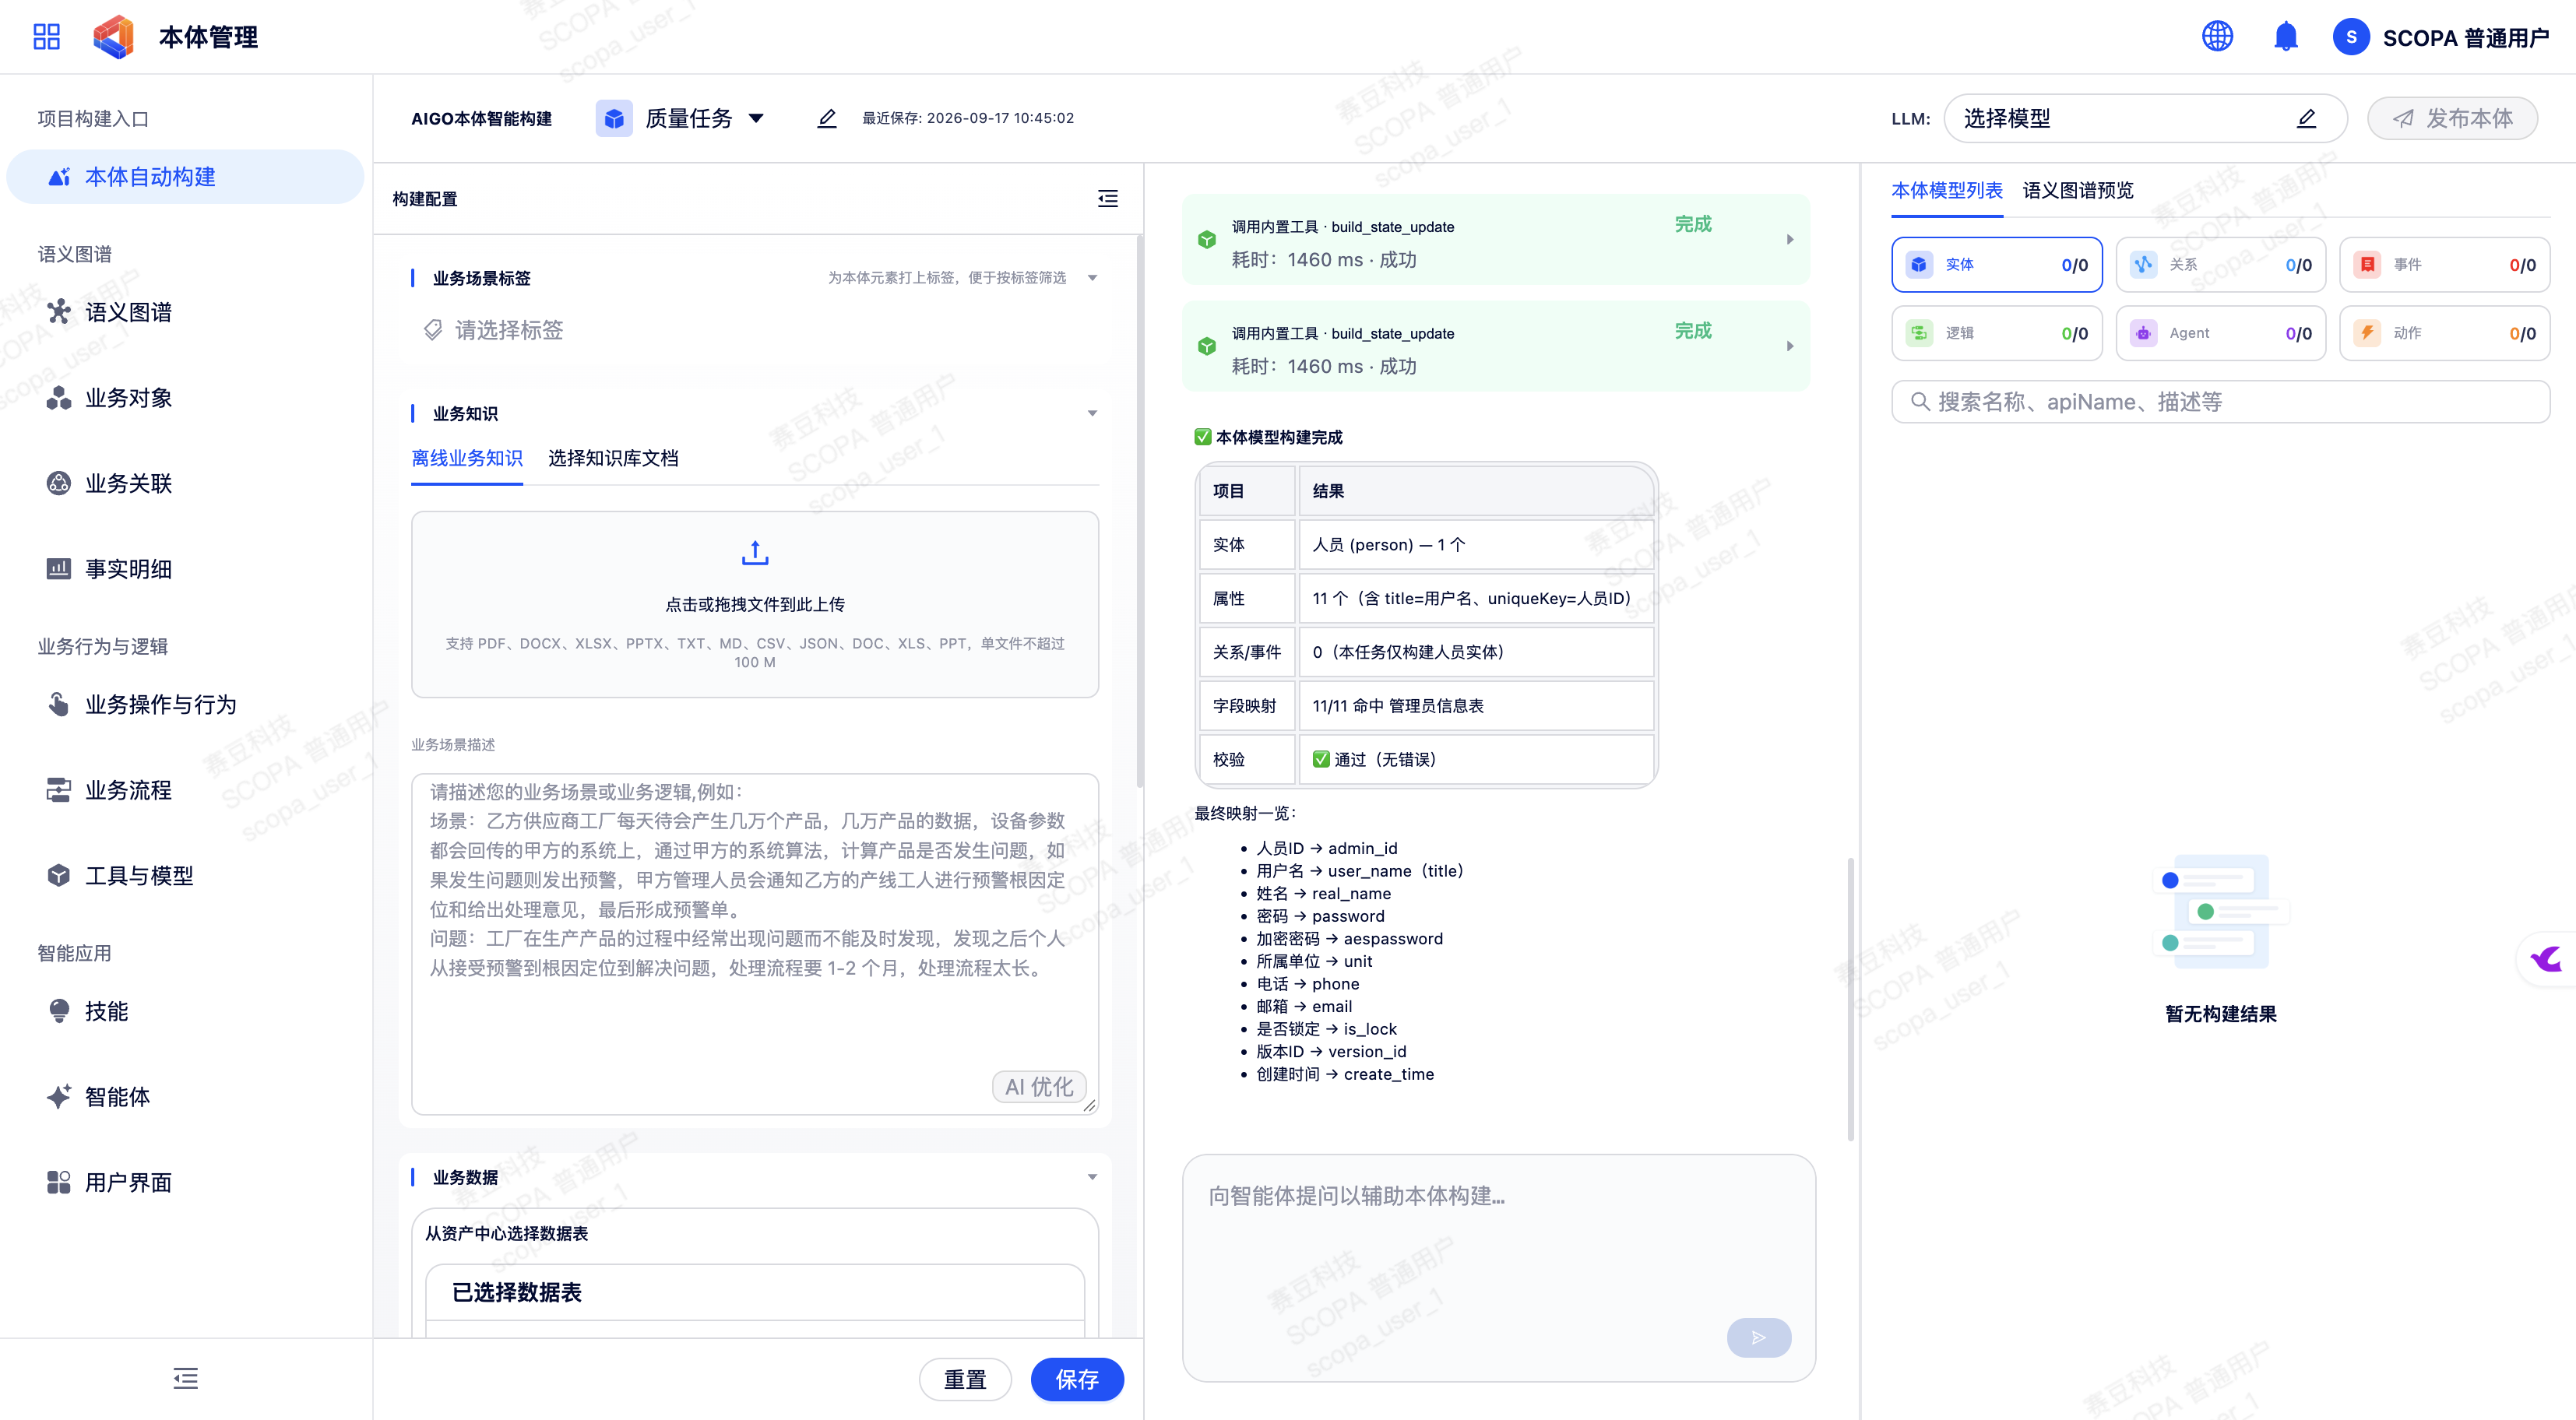 本体管理
S
SCOPA 普通用户
项目构建入口
本体自动构建
语义图谱
语义图谱
业务对象
业务关联
事实明细
业务行为与逻辑
业务操作与行为
业务流程
工具与模型
智能应用
技能
智能体
用户界面
AIGO本体智能构建
质量任务
最近保存: 2026-09-17 10:45:02
LLM:
选择模型
发布本体
构建配置
业务场景标签
为本体元素打上标签，便于按标签筛选
请选择标签
业务知识
离线业务知识
选择知识库文档
点击或拖拽文件到此上传
支持 PDF、DOCX、XLSX、PPTX、TXT、MD、CSV、JSON、DOC、XLS、PPT，单文件不超过
100 M
业务场景描述
请描述您的业务场景或业务逻辑,例如：
场景：乙方供应商工厂每天待会产生几万个产品，几万产品的数据，设备参数
都会回传的甲方的系统上，通过甲方的系统算法，计算产品是否发生问题，如
果发生问题则发出预警，甲方管理人员会通知乙方的产线工人进行预警根因定
位和给出处理意见，最后形成预警单。
问题：工厂在生产产品的过程中经常出现问题而不能及时发现，发现之后个人
从接受预警到根因定位到解决问题，处理流程要 1-2 个月，处理流程太长。
AI 优化
业务数据
从资产中心选择数据表
已选择数据表
重置
保存
调用内置工具 · build_state_update
完成
耗时：1460 ms · 成功
调用内置工具 · build_state_update
完成
耗时：1460 ms · 成功
✅ 本体模型构建完成
项目 结果
实体 人员 (person) — 1 个
属性 11 个（含 title=用户名、uniqueKey=人员ID）
关系/事件 0（本任务仅构建人员实体）
字段映射 11/11 命中 管理员信息表
校验 ✅ 通过（无错误）
最终映射一览：
• 人员ID → admin_id
• 用户名 → user_name（title）
• 姓名 → real_name
• 密码 → password
• 加密密码 → aespassword
• 所属单位 → unit
• 电话 → phone
• 邮箱 → email
• 是否锁定 → is_lock
• 版本ID → version_id
• 创建时间 → create_time
向智能体提问以辅助本体构建...
本体模型列表
语义图谱预览
实体 0/0
关系 0/0
事件 0/0
逻辑 0/0
Agent 0/0
动作 0/0
搜索名称、apiName、描述等
暂无构建结果
赛豆科技
SCOPA 普通用户
scopa_user_1